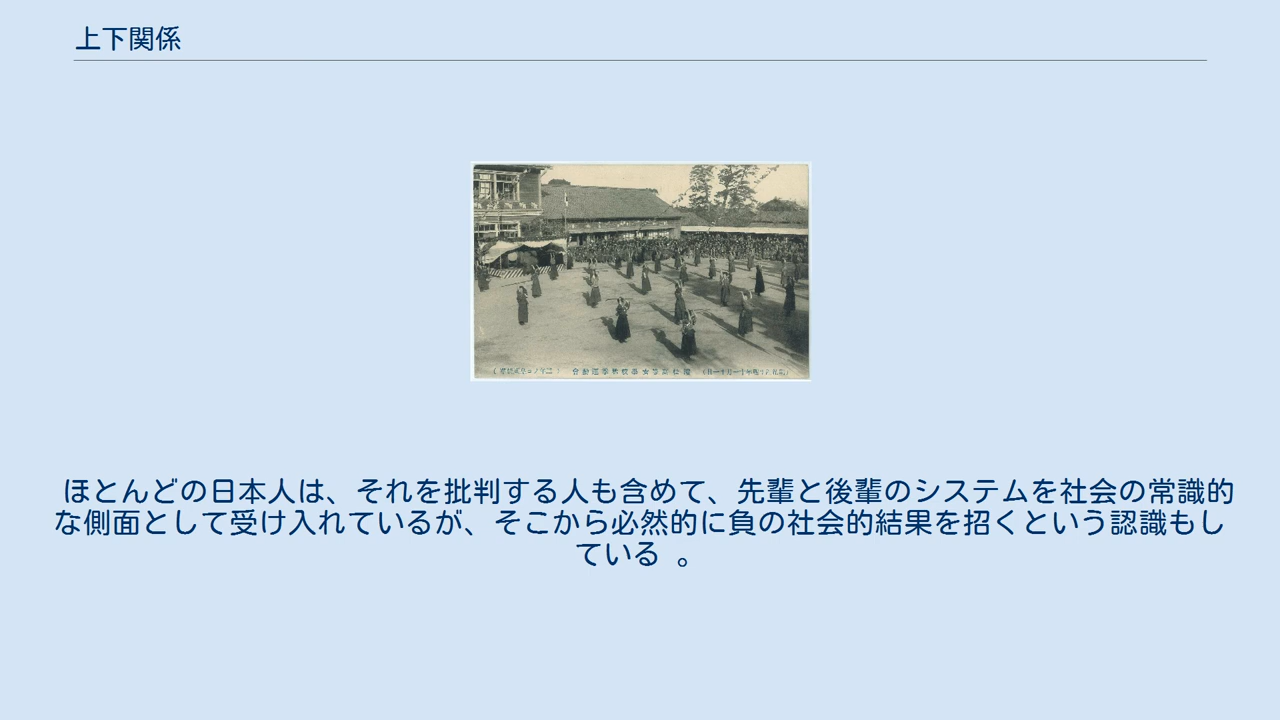 上下関係
ほとんどの日本人は、それを批判する人も含めて、先輩と後輩のシステムを社会の常識的
な側面として受け入れているが、そこから必然的に負の社会的結果を招くという認識もし
ている 。